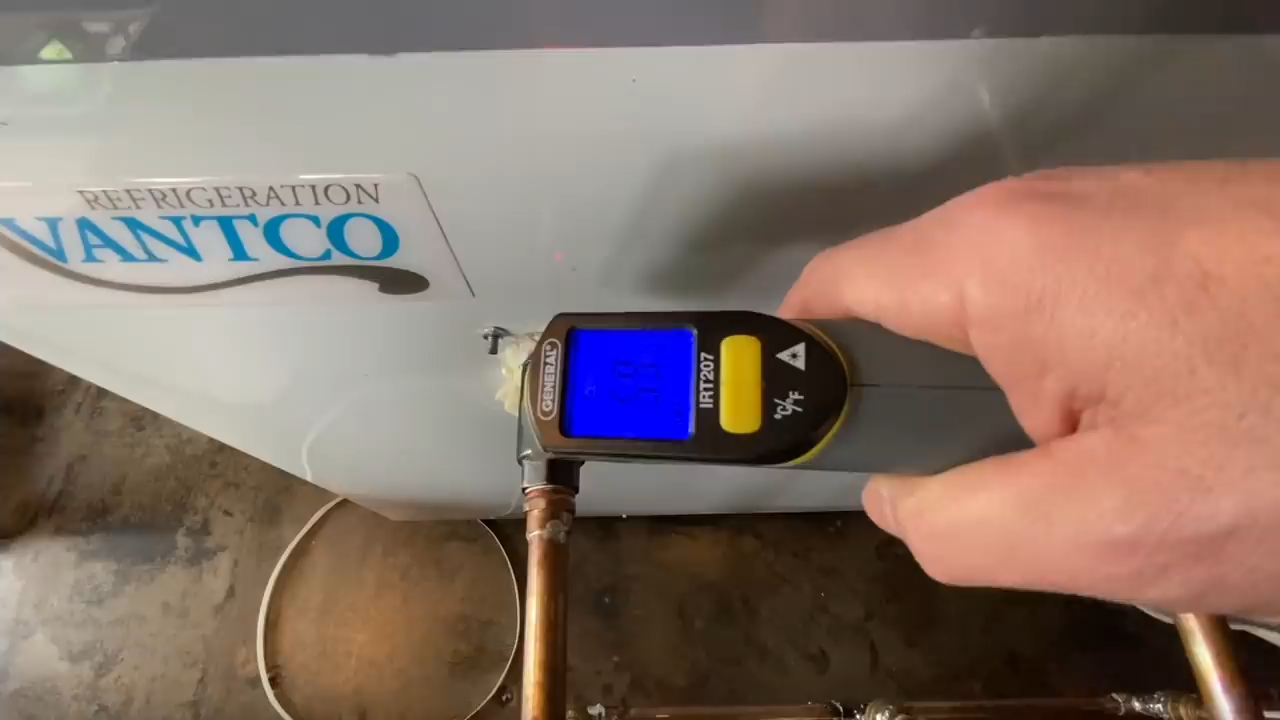 REFRIGERATION
VANTCO
GENERAL®
IRT207
°C/°F